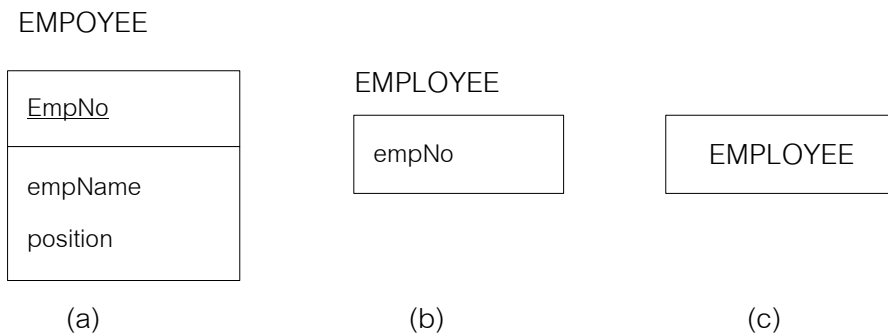 EMPOYEE
EmpNo
empName
position
(a)
EMPLOYEE
empNo
(b)
EMPLOYEE
(c)